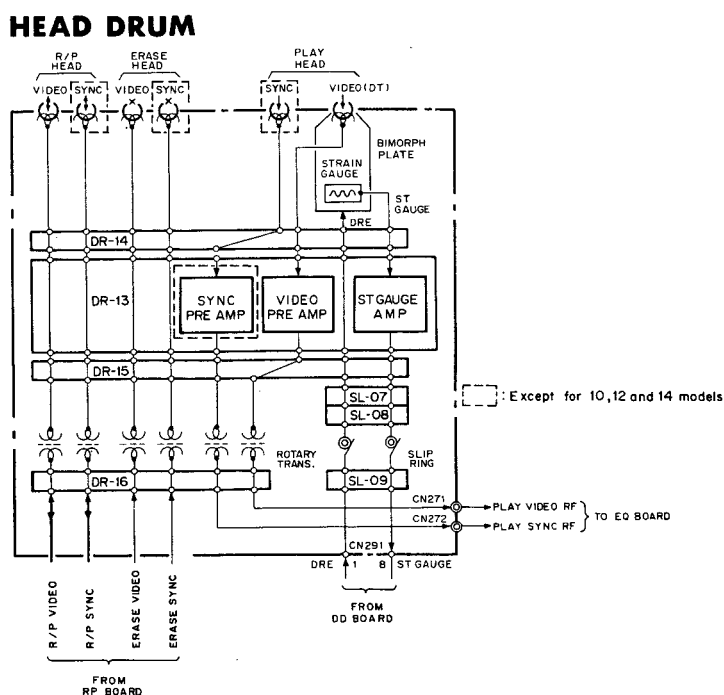 HEAD DRUM
R/P
HEAD
ERASE
HEAD
PLAY
HEAD
VIDEO
SYNC
VIDEO
SYNC
SYNC
VIDEO(DT)
BIMORPH
PLATE
STRAIN
GAUGE
ST
GAUGE
DRE
DR-14
DR-13
SYNC
PRE AMP
VIDEO
PRE AMP
ST GAUGE
AMP
DR-15
SL-07
SL-08
: Except for 10,12 and 14 models
ROTARY
TRANS.
SLIP
RING
DR-16
SL-09
CN271
PLAY VIDEO RF
CN272
PLAY SYNC RF
TO EQ BOARD
CN291
DRE 1 8 ST GAUGE
FROM
DD BOARD
R/P VIDEO
R/P SYNC
ERASE VIDEO
ERASE SYNC
FROM
RP BOARD